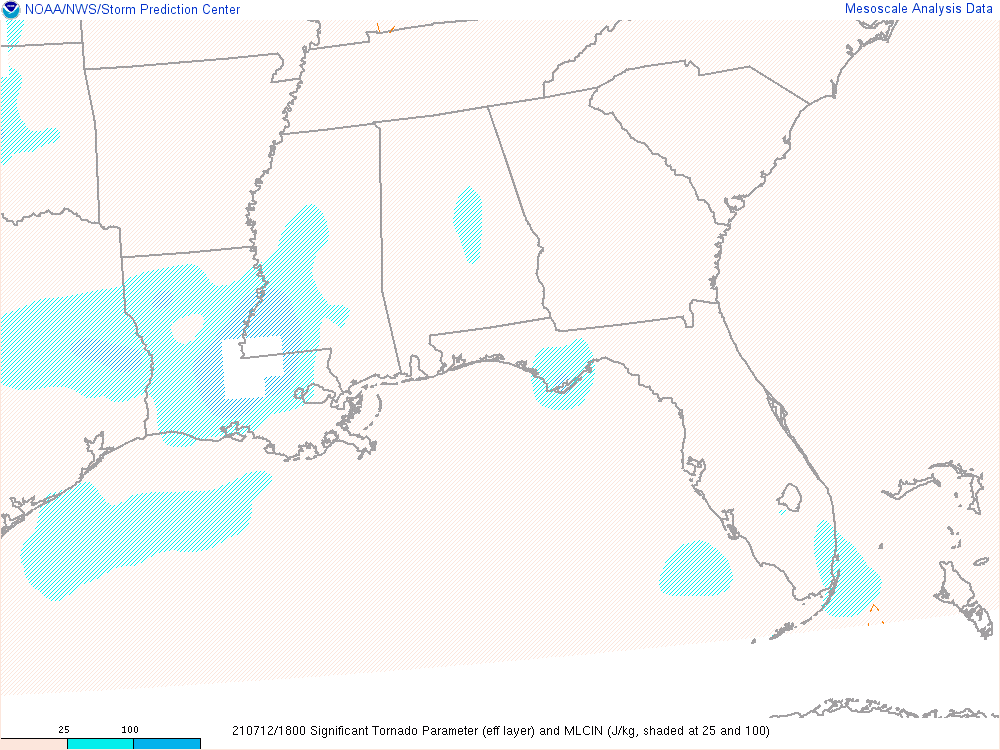 NOAA/NWS/Storm Prediction Center
Mesoscale Analysis Data
25 100
210712/1800 Significant Tornado Parameter (eff layer) and MLCIN (J/kg, shaded at 25 and 100)